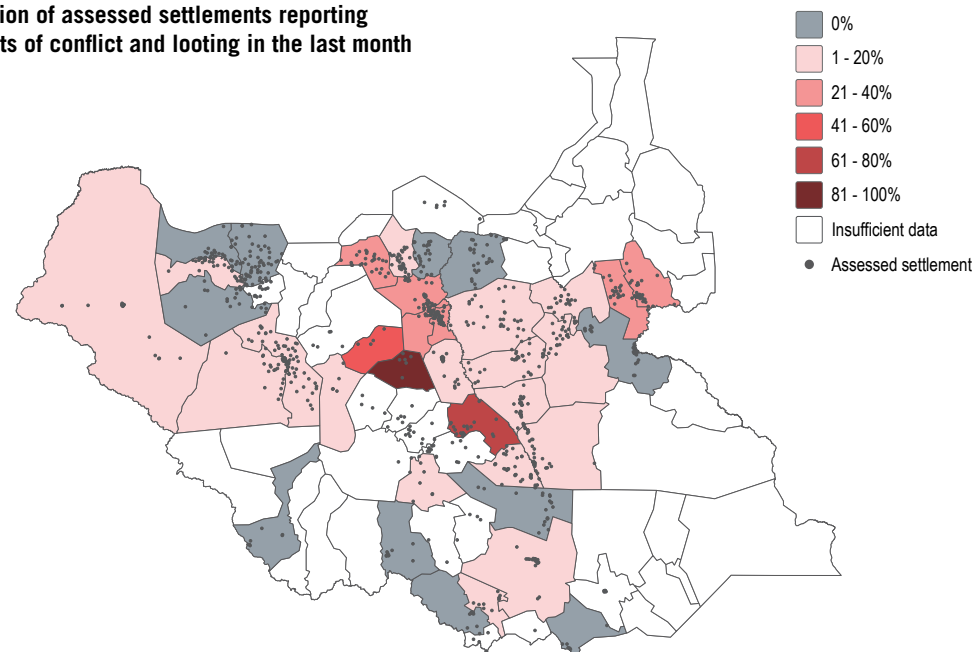 ion of assessed settlements reporting
ts of conflict and looting in the last month
0%
1 - 20%
21 - 40%
41 - 60%
61 - 80%
81 - 100%
Insufficient data
Assessed settlement